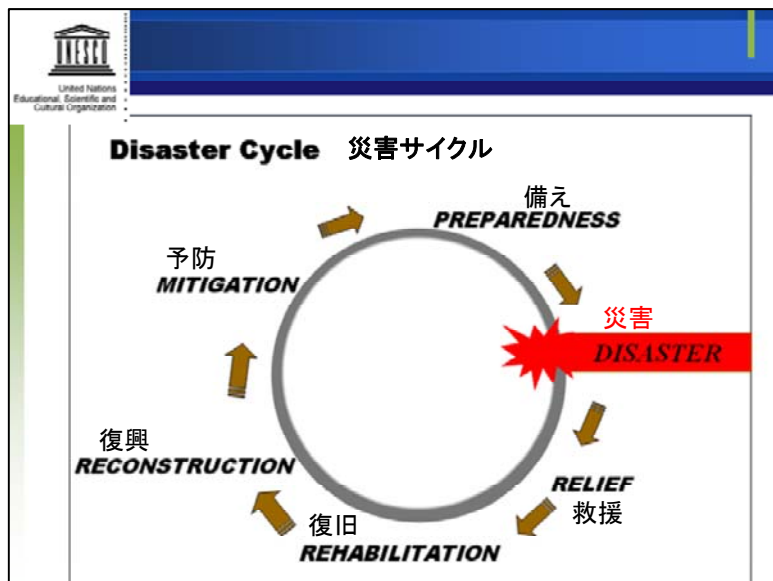 UNESCO
United Nations
Educational, Scientific and
Cultural Organization
Disaster Cycle 災害サイクル
備え
PREPAREDNESS
予防
MITIGATION
災害
DISASTER
復興
RECONSTRUCTION
RELIEF
救援
復旧
REHABILITATION